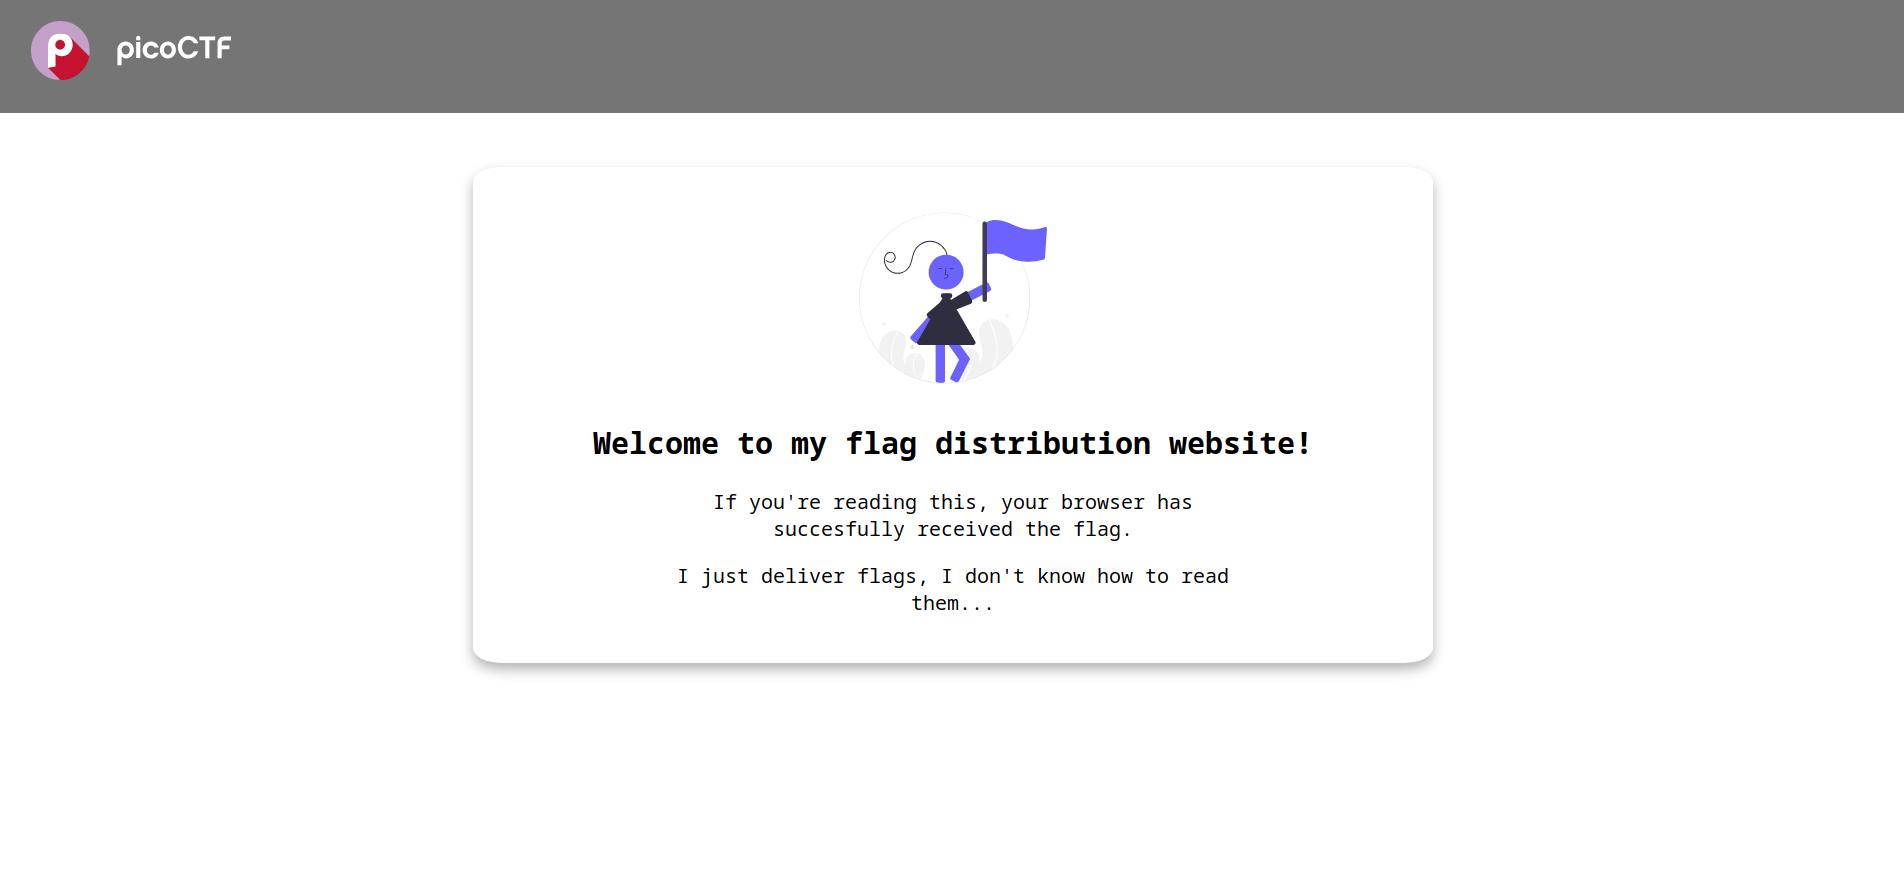 picoCTF
Welcome to my flag distribution website!
If you're reading this, your browser has
succesfully received the flag.
I just deliver flags, I don't know how to read
them...